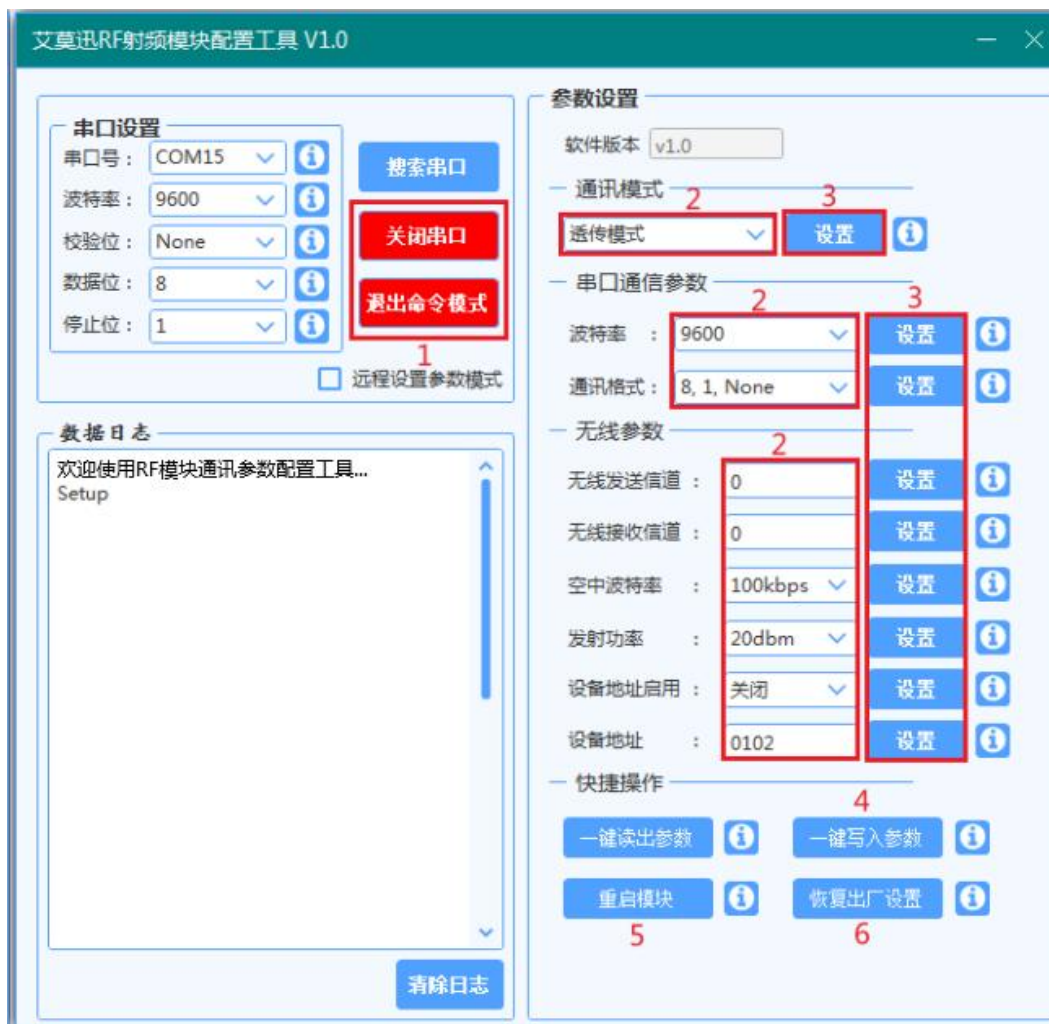 艾莫迅RF射频模块配置工具 V1.0
串口设置
串口号： COM15
搜索串口
波特率： 9600
关闭串口
校验位： None
数据位： 8
退出命令模式
停止位： 1
1
远程设置参数模式
数据日志
欢迎使用RF模块通讯参数配置工具...
Setup
清除日志
参数设置
软件版本 v1.0
通讯模式
2 3
透传模式 设置
串口通信参数
2 3
波特率 ： 9600 设置
通讯格式： 8, 1, None 设置
无线参数
2
无线发送信道 ： 0 设置
无线接收信道 ： 0 设置
空中波特率 ： 100kbps 设置
发射功率 ： 20dbm 设置
设备地址启用 ： 关闭 设置
设备地址 ： 0102 设置
快捷操作
4
一键读出参数 一键写入参数
重启模块 恢复出厂设置
5 6